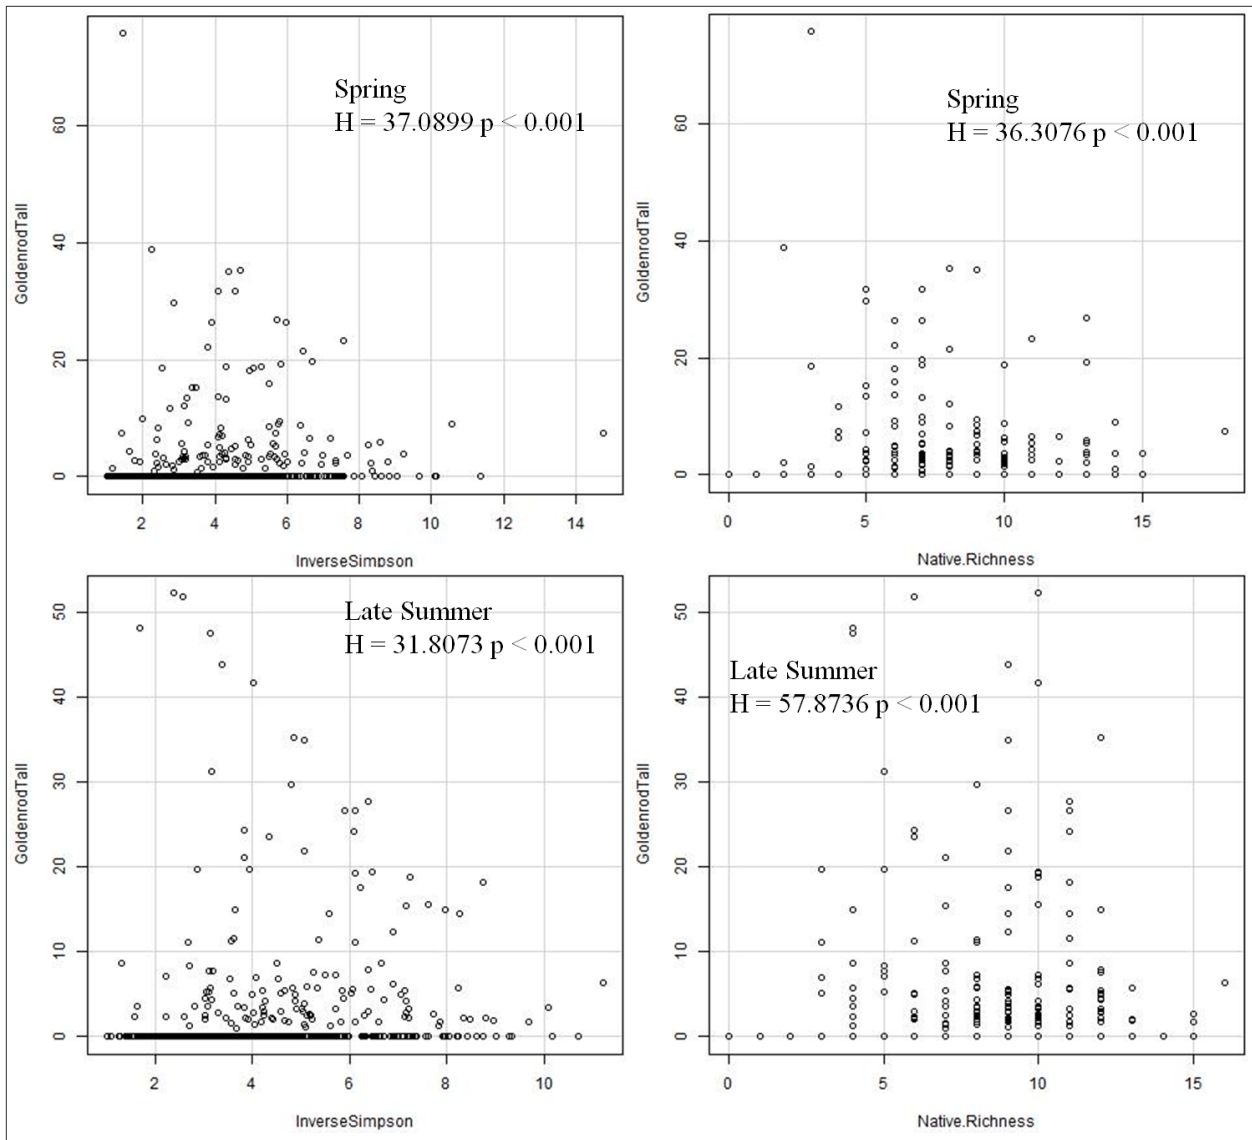 Spring
H = 37.0899 p < 0.001
GoldenrodTall
60
40
20
0
2 4 6 8 10 12 14
InverseSimpson
Spring
H = 36.3076 p < 0.001
GoldenrodTall
60
40
20
0
0 5 10 15
Native.Richness
Late Summer
H = 31.8073 p < 0.001
GoldenrodTall
50
40
30
20
10
0
2 4 6 8 10
InverseSimpson
Late Summer
H = 57.8736 p < 0.001
GoldenrodTall
50
40
30
20
10
0
0 5 10 15
Native.Richness